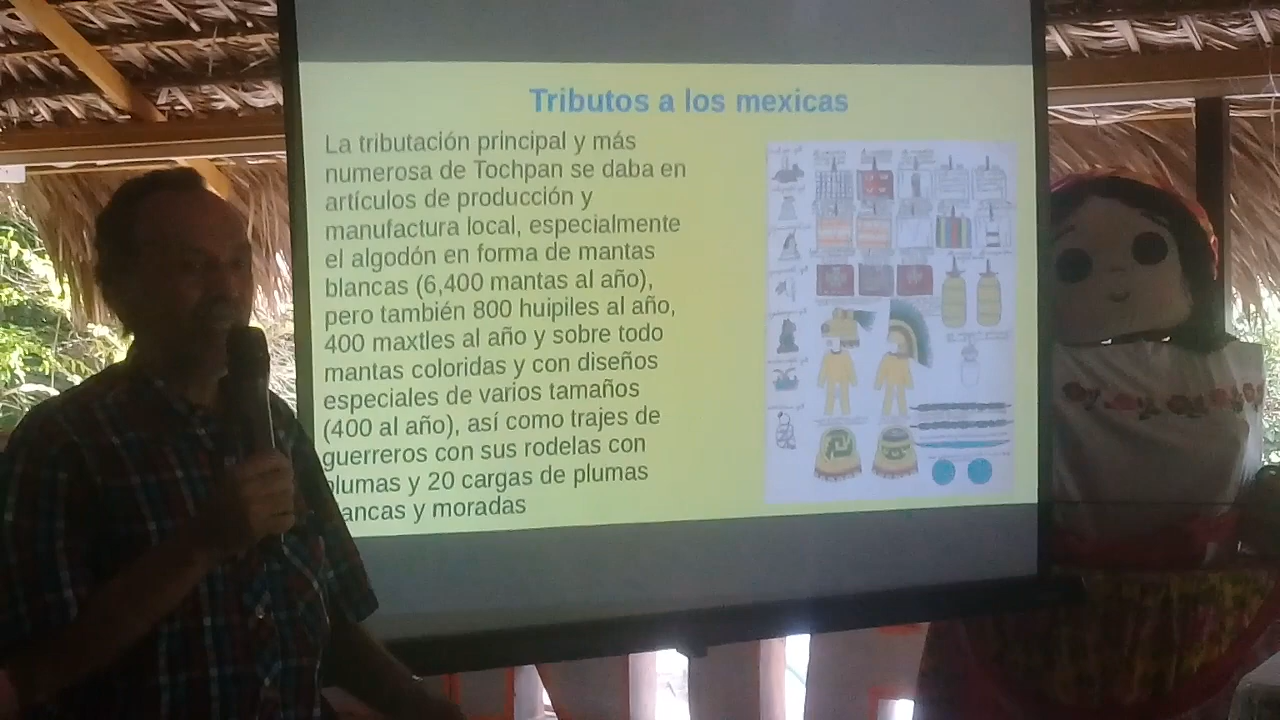 Tributos a los mexicas
La tributación principal y más
numerosa de Tochpan se daba en
artículos de producción y
manufactura local, especialmente
el algodón en forma de mantas
blancas (6,400 mantas al año),
pero también 800 huipiles al año,
400 maxtles al año y sobre todo
mantas coloridas y con diseños
especiales de varios tamaños
(400 al año), así como trajes de
guerreros con sus rodelas con
plumas y 20 cargas de plumas
ancas y moradas